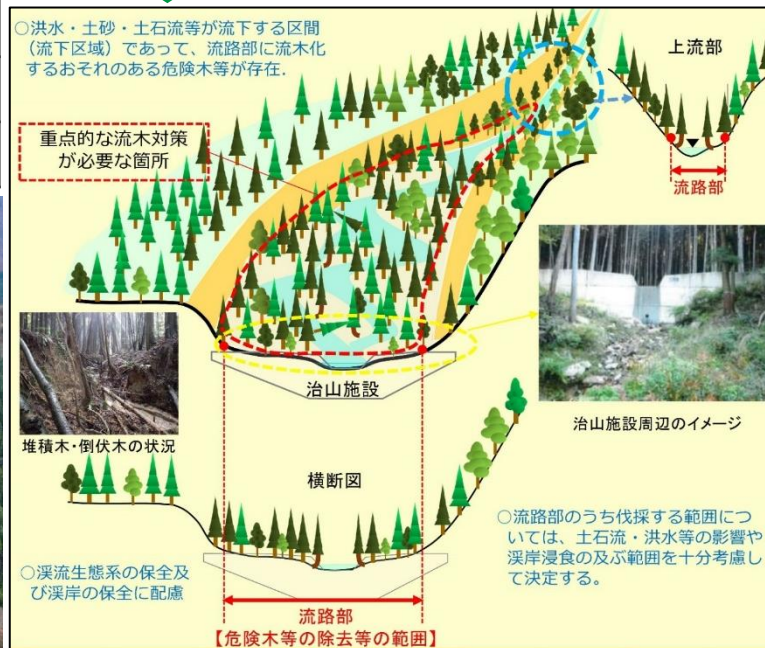 ○洪水・土砂・土石流等が流下する区間
(流下区域)であって、流路部に流木化
するおそれのある危険木等が存在.
上流部
重点的な流木対策
が必要な箇所
流路部
治山施設
堆積木・倒伏木の状況
治山施設周辺のイメージ
横断図
○流路部のうち伐採する範囲につ
いては、土石流・洪水等の影響や
渓岸浸食の及ぶ範囲を十分考慮し
て決定する。
○渓流生態系の保全及
び渓岸の保全に配慮
流路部
【危険木等の除去等の範囲】